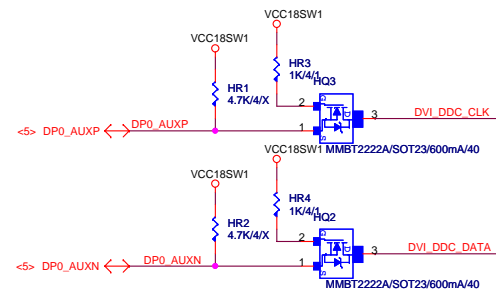 VCC18SW1
VCC18SW1
HR3
1K/4/1
HR1
4.7K/4/X
HQ3
2
G
D
S
3
DVI_DDC_CLK
<5> DP0_AUXP
DP0_AUXP
1
MMBT2222A/SOT23/600mA/40
VCC18SW1
VCC18SW1
HR4
1K/4/1
HR2
4.7K/4/X
HQ2
2
G
D
S
3
DVI_DDC_DATA
<5> DP0_AUXN
DP0_AUXN
1
MMBT2222A/SOT23/600mA/40